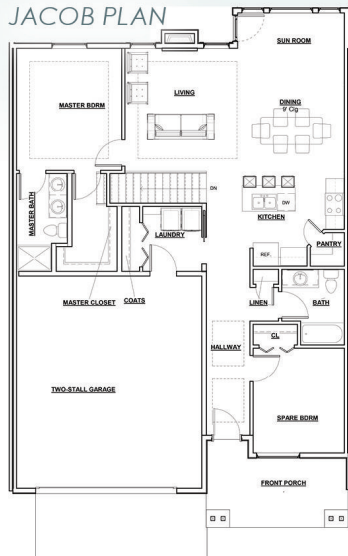 JACOB PLAN
SUN ROOM
LIVING
MASTER BDRM
DINING
9' Clg
DN
DW
KITCHEN
MASTER BATH
LAUNDRY
PANTRY
REF.
MASTER CLOSET
COATS
LINEN
BATH
CL
HALLWAY
TWO-STALL GARAGE
SPARE BDRM
FRONT PORCH